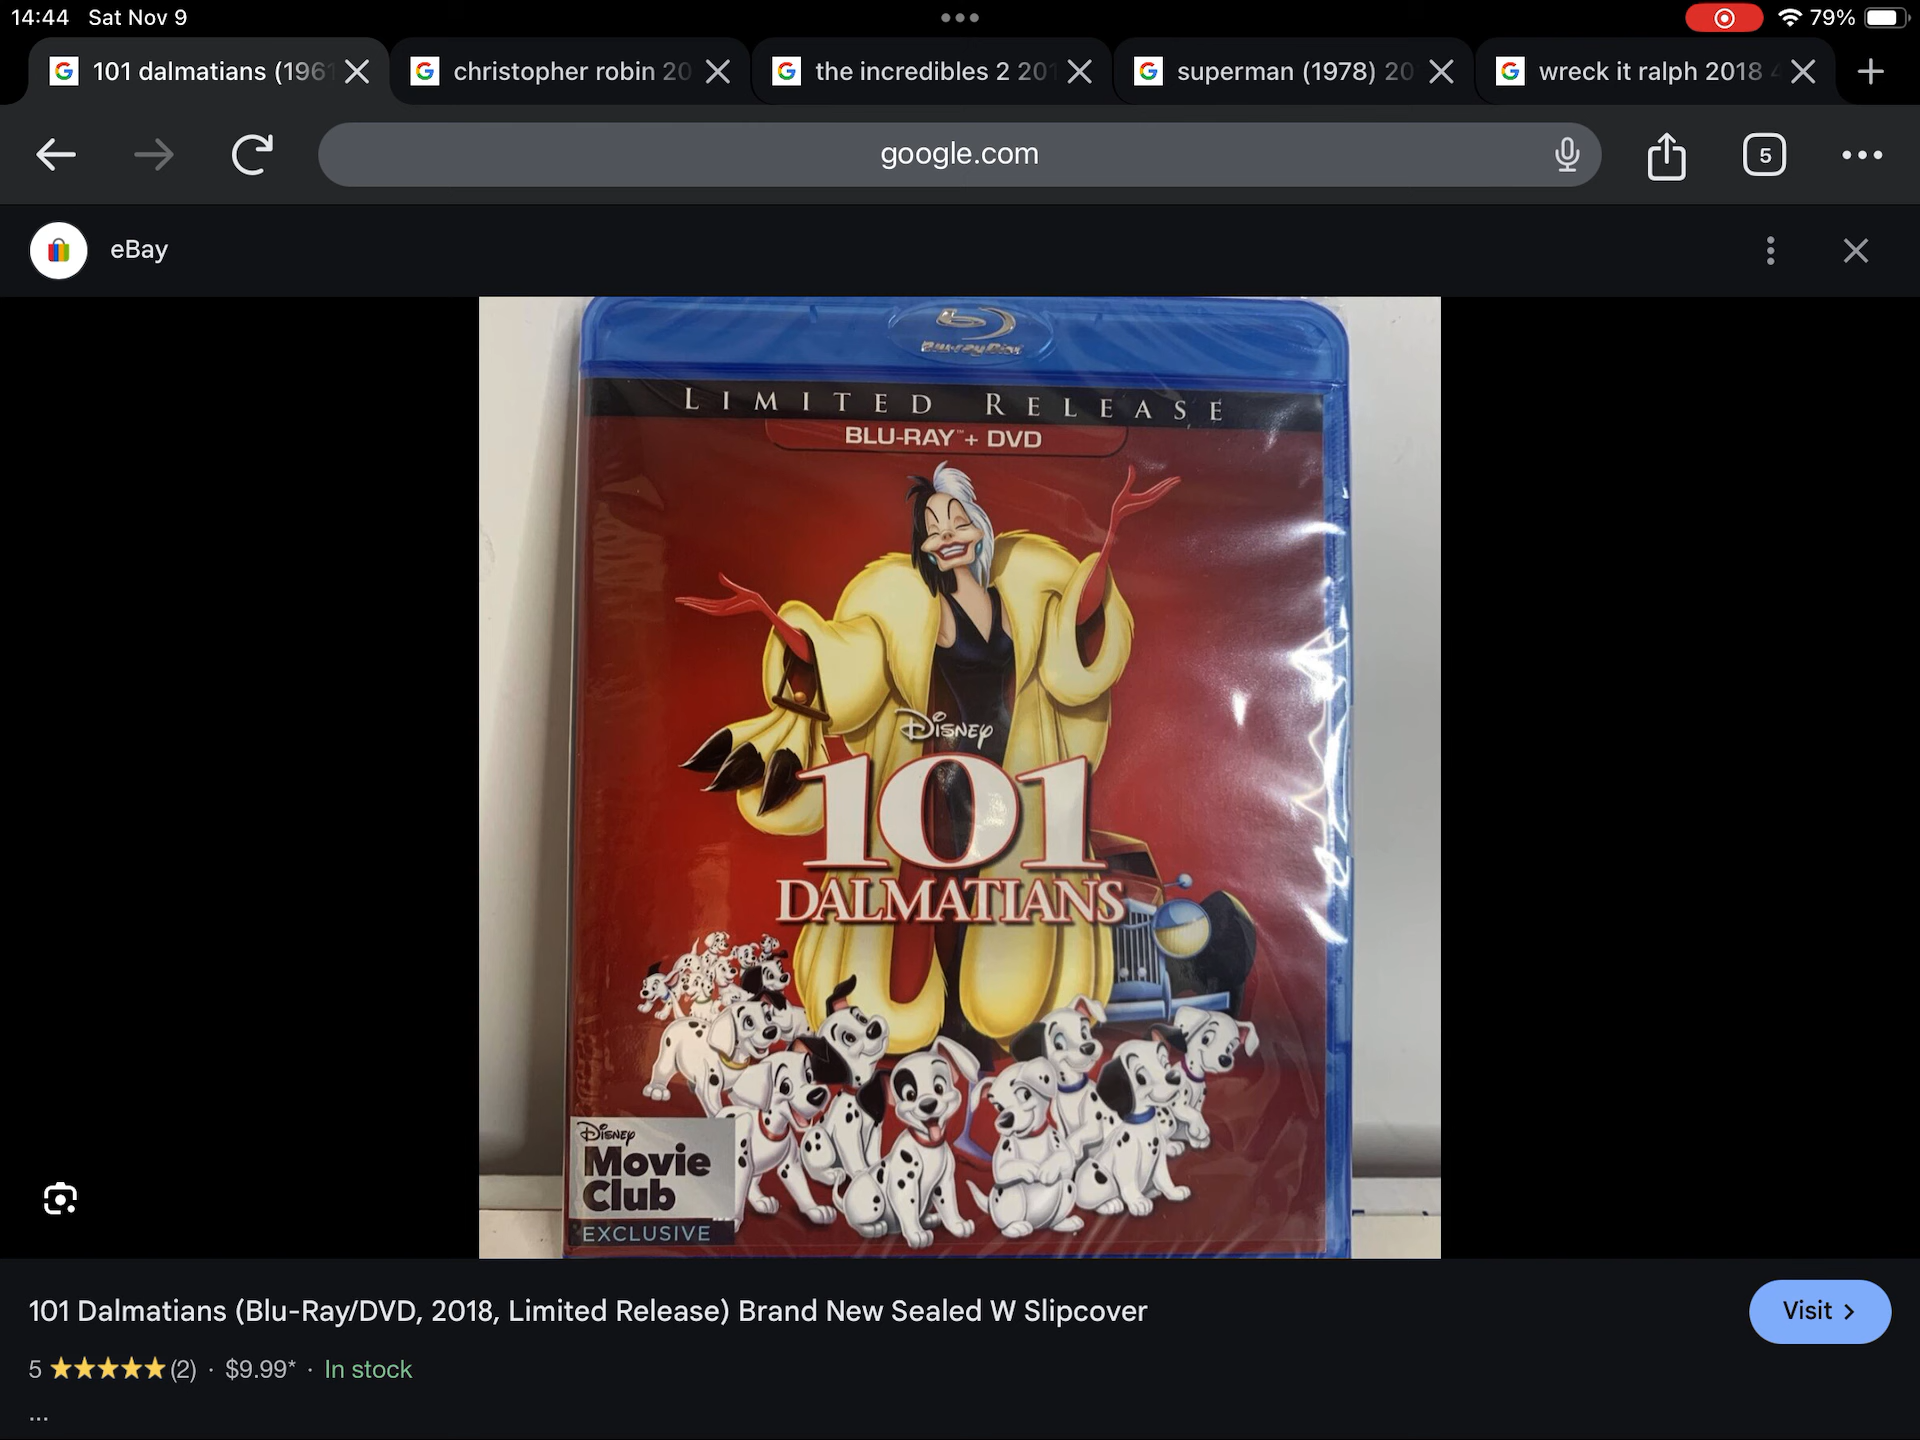 14:44 Sat Nov 9
79%
101 dalmatians (196
christopher robin 20
the incredibles 2 20
superman (1978) 20
wreck it ralph 2018
google.com
5
eBay
Blu-ray Disc
LIMITED RELEASE
BLU-RAY™ + DVD
DISNEY
101
DALMATIANS
DISNEY
Movie
Club
EXCLUSIVE
101 Dalmatians (Blu-Ray/DVD, 2018, Limited Release) Brand New Sealed W Slipcover
Visit
5 ★★★★★ (2) · $9.99* · In stock
...